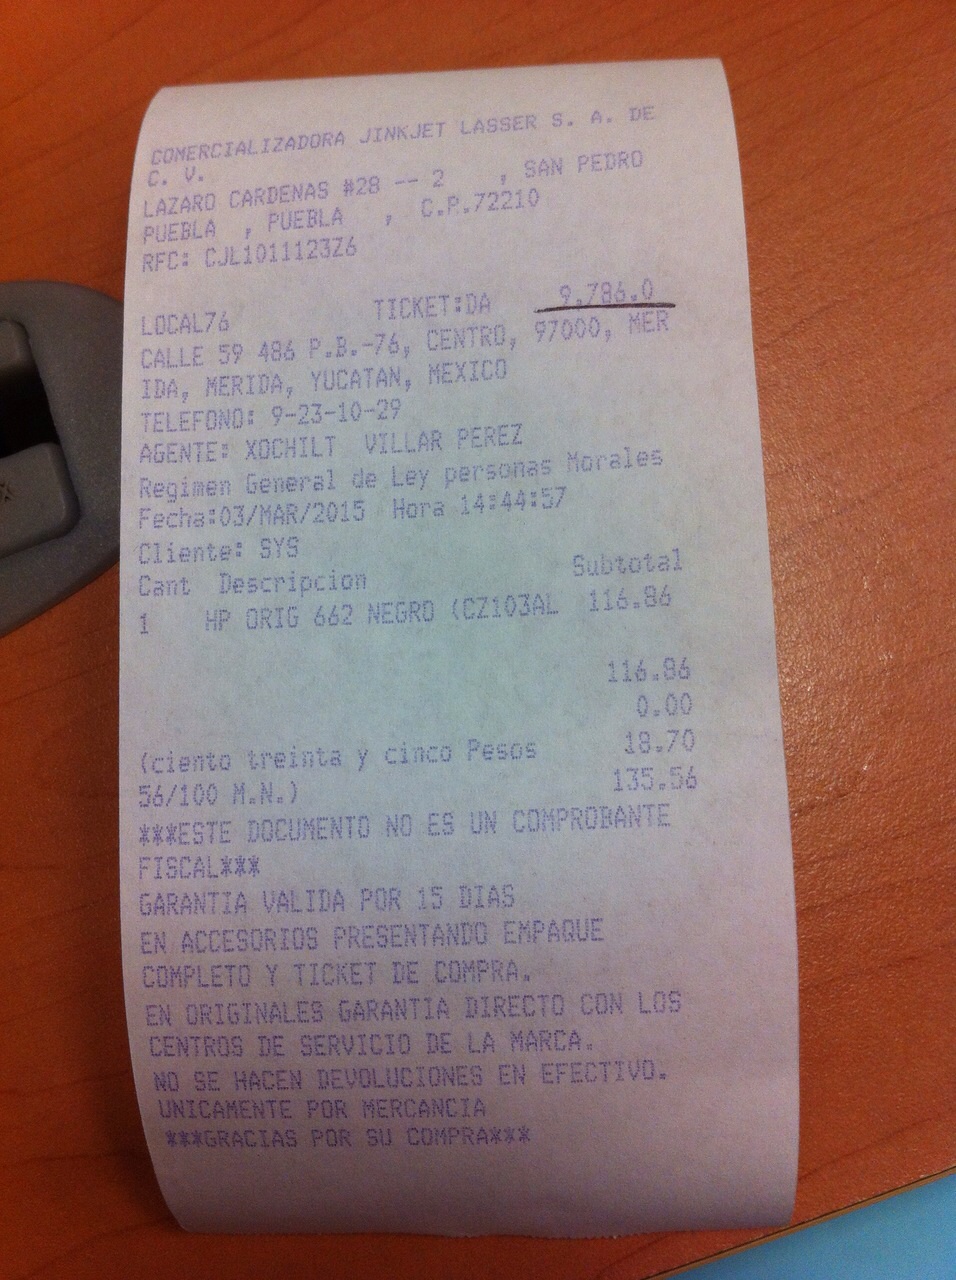 COMERCIALIZADORA JINKJET LASSER S. A. DE
C. V.
LAZARO CARDENAS #28 -- 2 , SAN PEDRO
PUEBLA , PUEBLA , C.P.72210
RFC: CJL1011123Z6
LOCAL76 TICKET:DA 9,786.0
CALLE 59 486 P.B.-76, CENTRO, 97000, MER
IDA, MERIDA, YUCATAN, MEXICO
TELEFONO: 9-23-10-29
AGENTE: XOCHILT VILLAR PEREZ
Regimen General de Ley personas Morales
Fecha:03/MAR/2015 Hora 14:44:57
Cliente: SYS
Cant Descripcion Subtotal
1 HP ORIG 662 NEGRO (CZ103AL 116.86
116.86
0.00
(ciento treinta y cinco Pesos 18.70
56/100 M.N.) 135.56
***ESTE DOCUMENTO NO ES UN COMPROBANTE
FISCAL***
GARANTIA VALIDA POR 15 DIAS
EN ACCESORIOS PRESENTANDO EMPAQUE
COMPLETO Y TICKET DE COMPRA.
EN ORIGINALES GARANTIA DIRECTO CON LOS
CENTROS DE SERVICIO DE LA MARCA.
NO SE HACEN DEVOLUCIONES EN EFECTIVO.
UNICAMENTE POR MERCANCIA
***GRACIAS POR SU COMPRA***